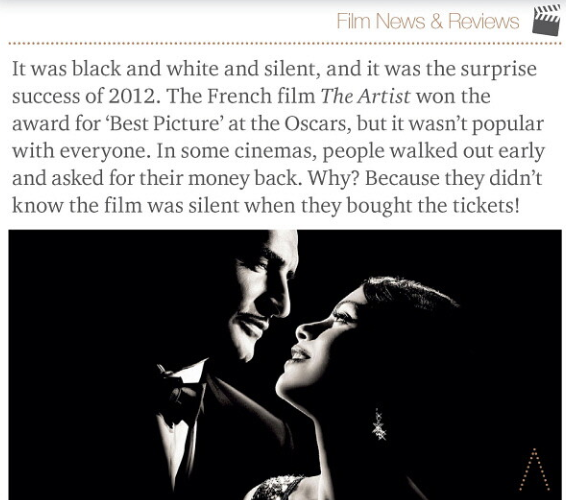 Film News & Reviews
It was black and white and silent, and it was the surprise
success of 2012. The French film The Artist won the
award for ‘Best Picture’ at the Oscars, but it wasn’t popular
with everyone. In some cinemas, people walked out early
and asked for their money back. Why? Because they didn’t
know the film was silent when they bought the tickets!